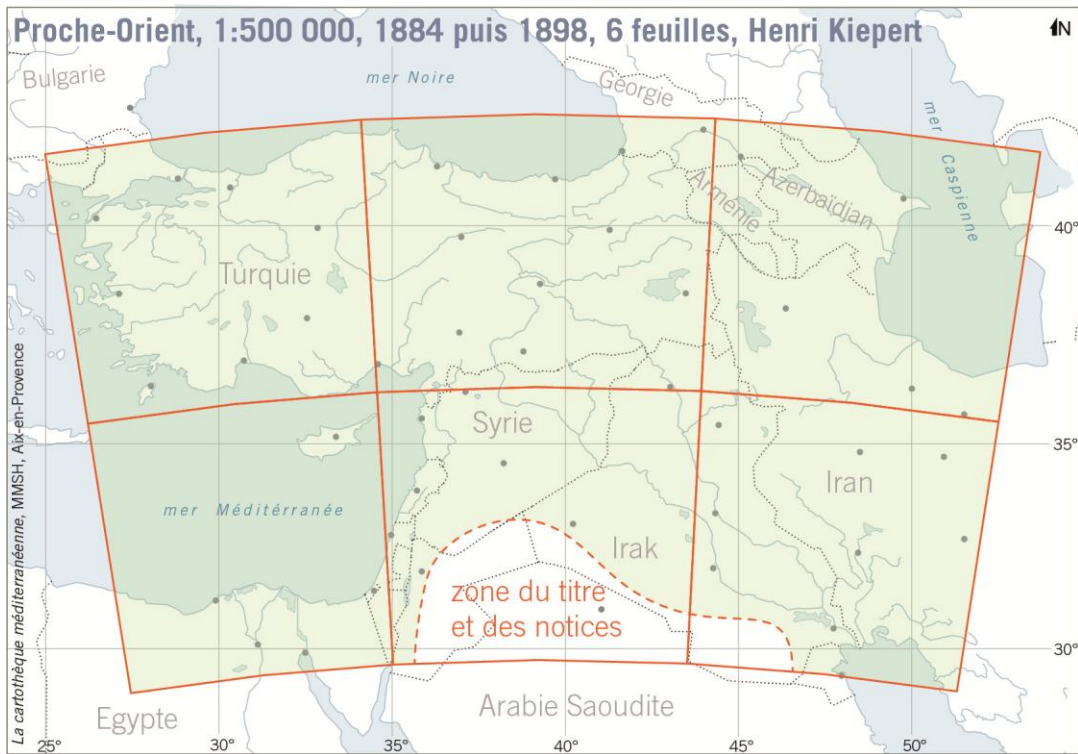 Proche-Orient, 1:500 000, 1884 puis 1898, 6 feuilles, Henri Kiepert
N
Bulgarie
mer Noire
Géorgie
mer Caspienne
Arménie
Azerbaïdjan
40°
Turquie
Syrie
35°
Iran
mer Méditérranée
Irak
zone du titre
et des notices
30°
Egypte
Arabie Saoudite
25°
30°
35°
40°
45°
50°
La cartothèque méditerranéenne, MMSH, Aix-en-Provence